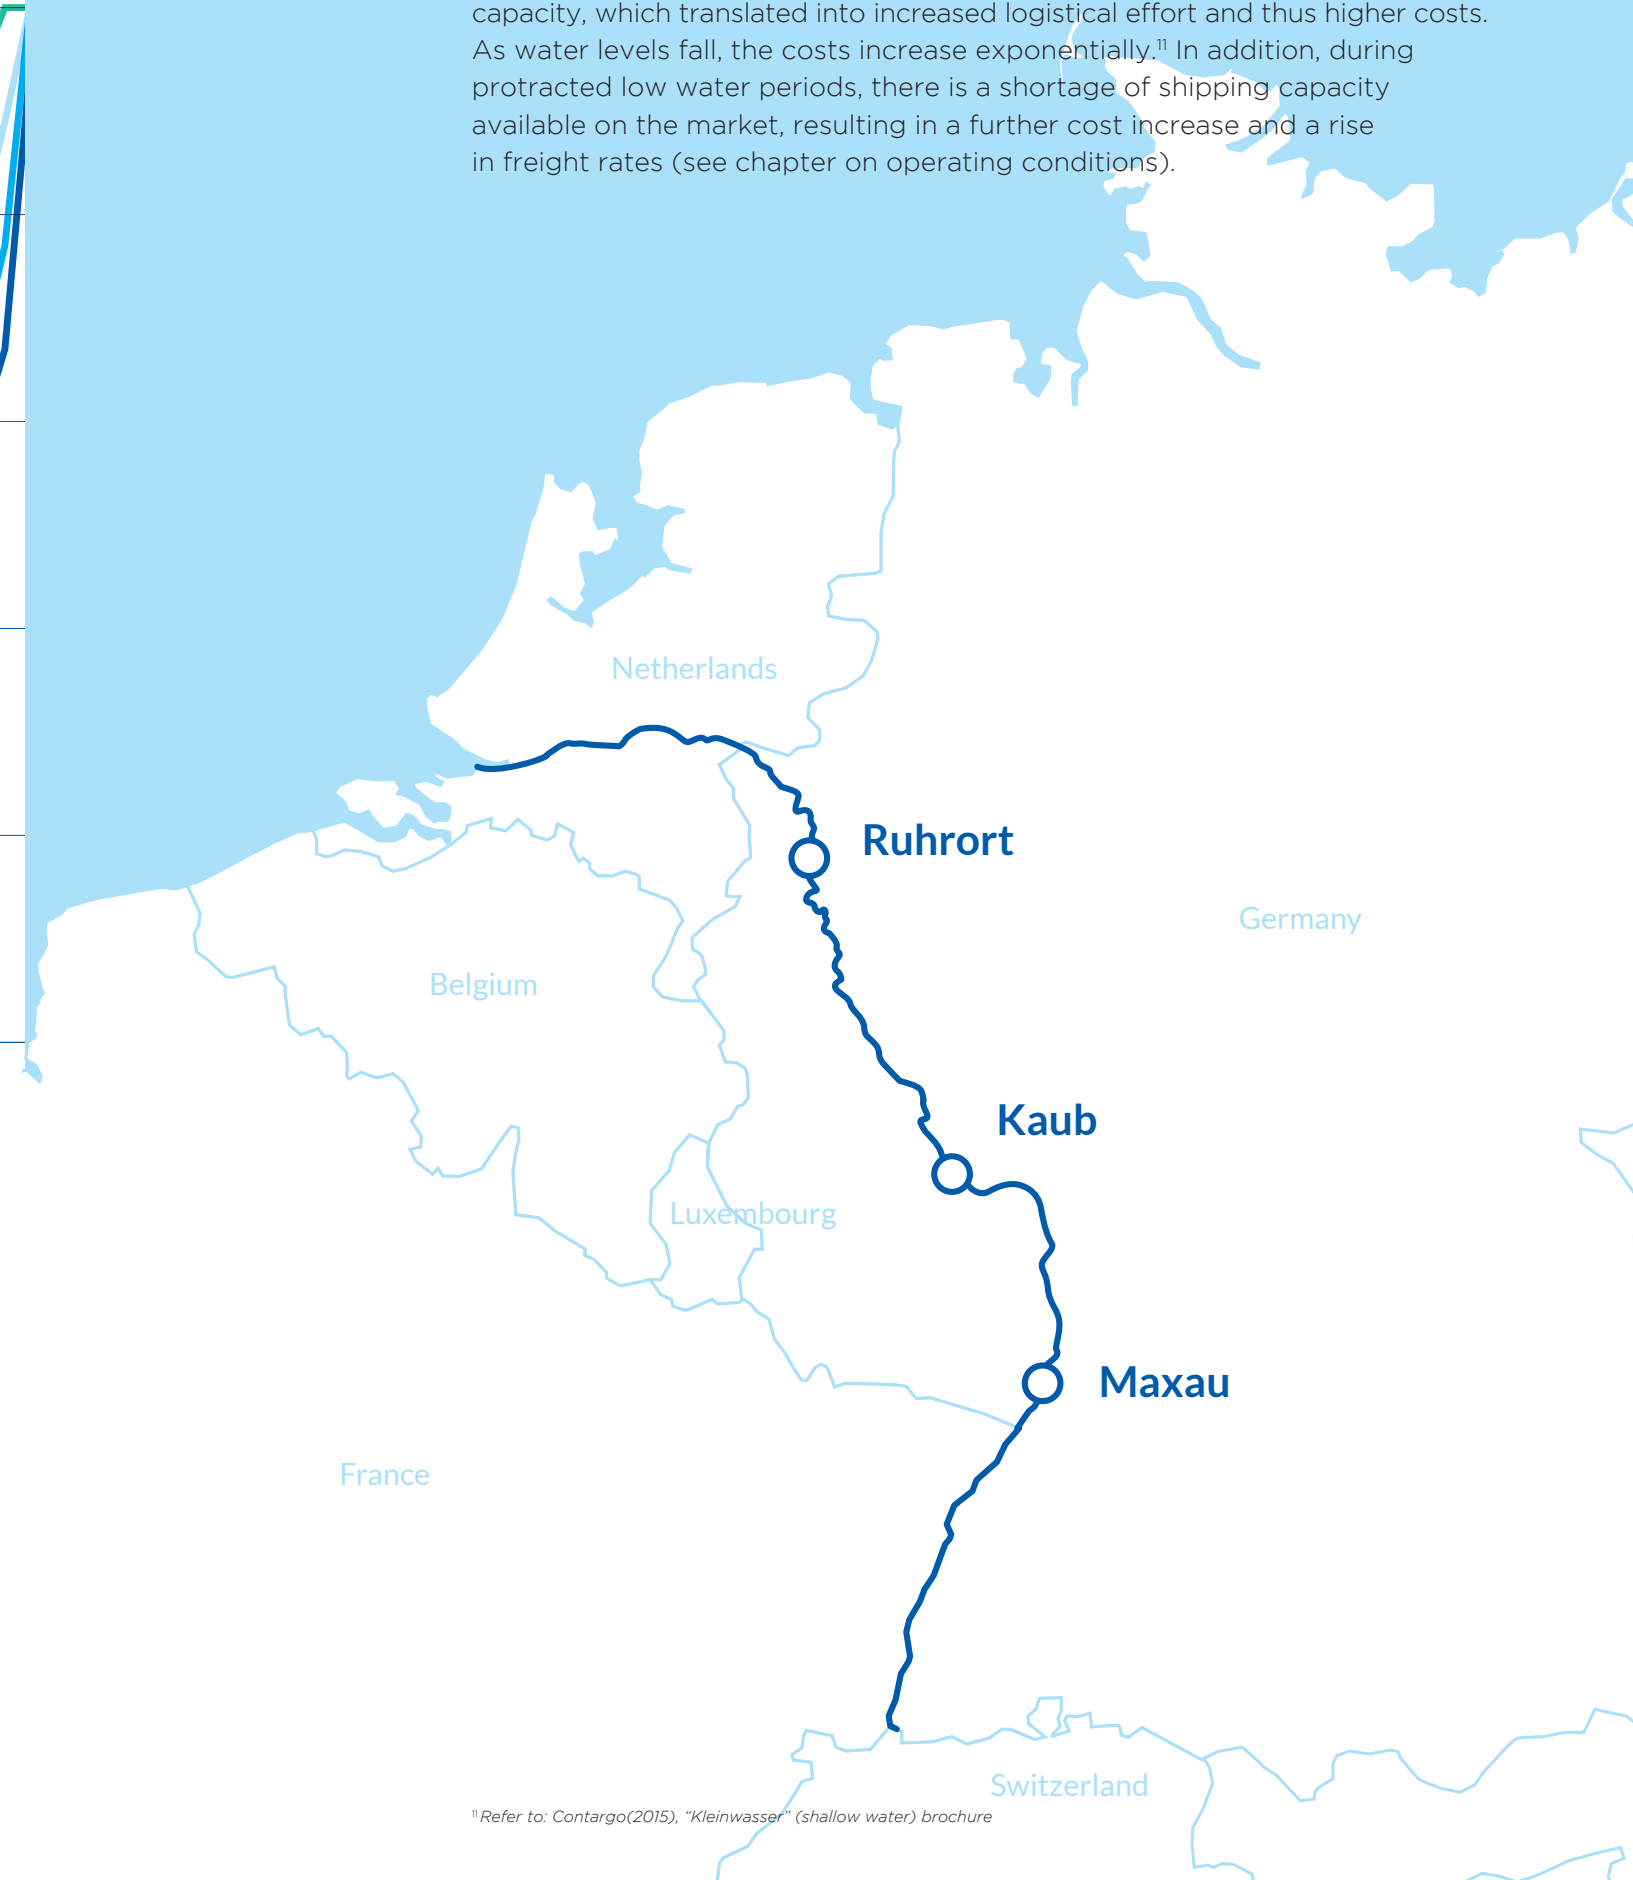 capacity, which translated into increased logistical effort and thus higher costs.
As water levels fall, the costs increase exponentially.¹¹ In addition, during
protracted low water periods, there is a shortage of shipping capacity
available on the market, resulting in a further cost increase and a rise
in freight rates (see chapter on operating conditions).
Netherlands
Ruhrort
Germany
Belgium
Kaub
Luxembourg
Maxau
France
Switzerland
¹¹ Refer to: Contargo(2015), “Kleinwasser” (shallow water) brochure